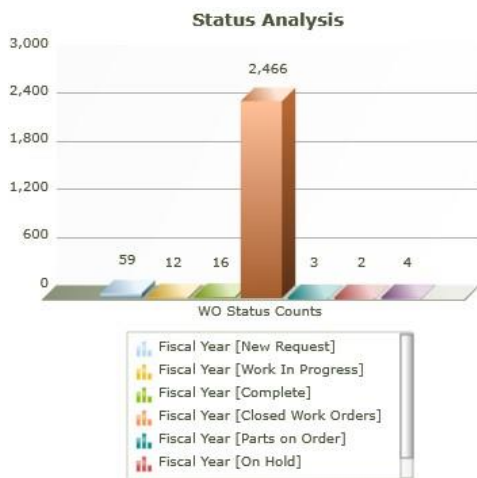 Status Analysis
3,000
2,400
1,800
1,200
600
0
2,466
59 12 16 3 2 4
WO Status Counts
Fiscal Year [New Request]
Fiscal Year [Work In Progress]
Fiscal Year [Complete]
Fiscal Year [Closed Work Orders]
Fiscal Year [Parts on Order]
Fiscal Year [On Hold]